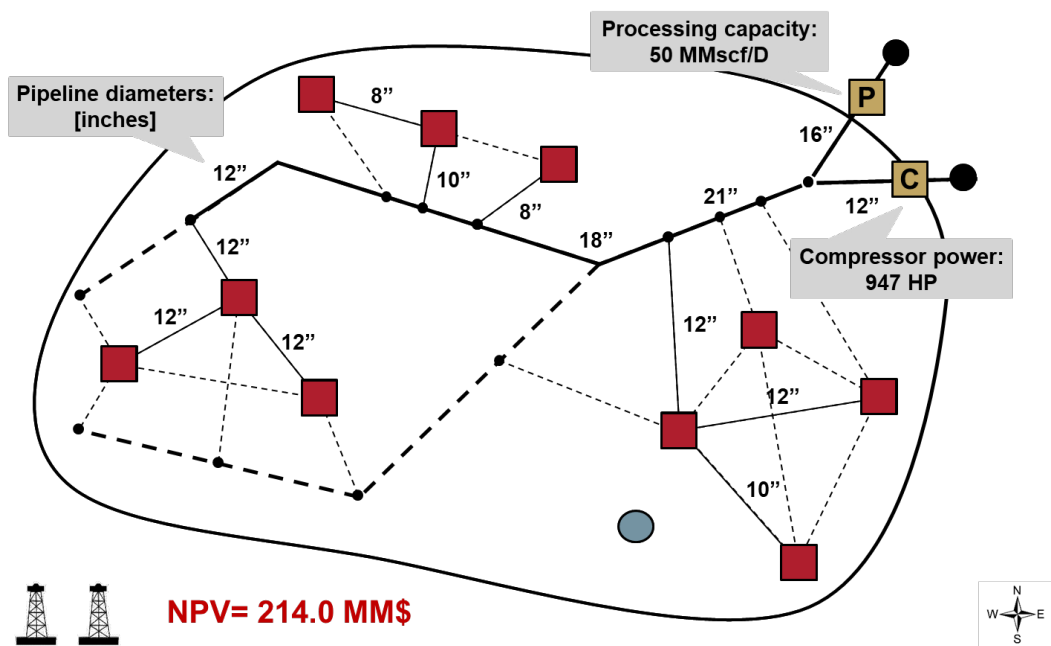 Processing capacity:
50 MMscf/D
Pipeline diameters:
[inches]
P
8”
16”
12”
C
10”
21”
12”
8”
18”
12”
Compressor power:
947 HP
12”
12”
12”
12”
10”
NPV= 214.0 MM$
N
W E
S